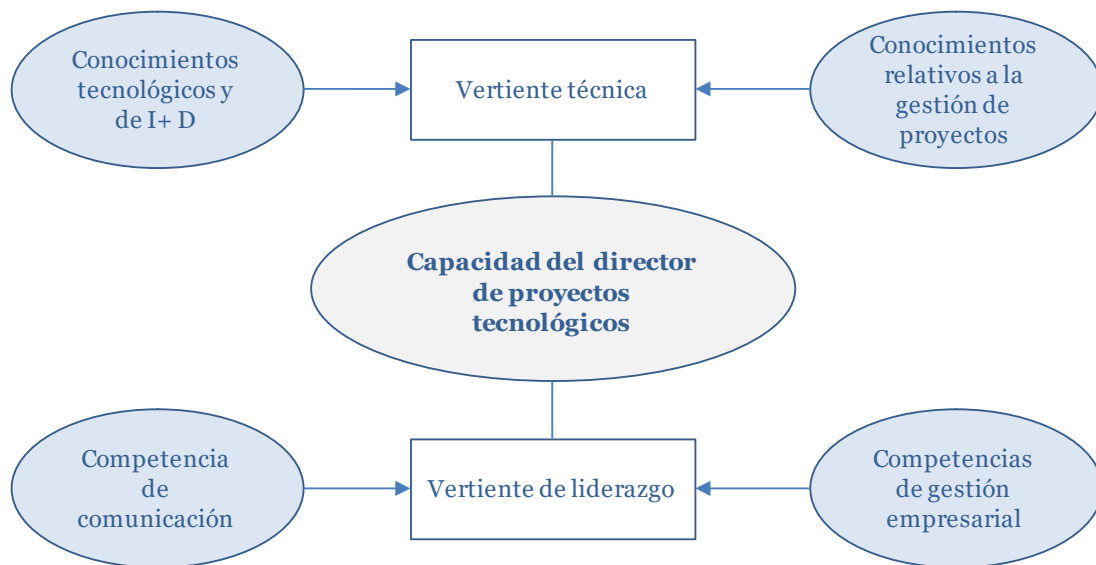 Conocimientos
tecnológicos y
de I+ D
Vertiente técnica
Conocimientos
relativos a la
gestión de
proyectos
Capacidad del director
de proyectos
tecnológicos
Competencia
de
comunicación
Vertiente de liderazgo
Competencias
de gestión
empresarial